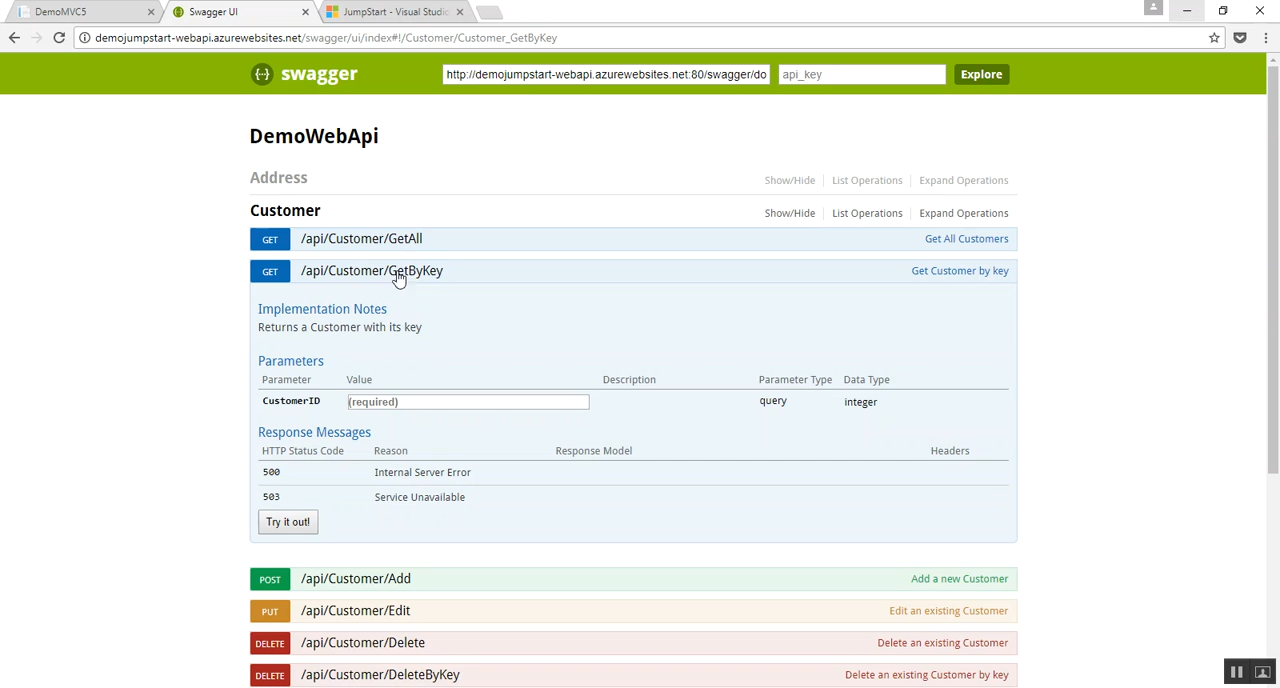 DemoMVC5
Swagger UI
JumpStart - Visual Studio
demojumpstart-webapi.azurewebsites.net/swagger/ui/index#!/Customer/Customer_GetByKey
swagger
http://demojumpstart-webapi.azurewebsites.net:80/swagger/do
api_key
Explore
DemoWebApi
Address
Show/Hide List Operations Expand Operations
Customer
Show/Hide List Operations Expand Operations
GET /api/Customer/GetAll Get All Customers
GET /api/Customer/GetByKey Get Customer by key
Implementation Notes
Returns a Customer with its key
Parameters
Parameter Value Description Parameter Type Data Type
CustomerID (required) query integer
Response Messages
HTTP Status Code Reason Response Model Headers
500 Internal Server Error
503 Service Unavailable
Try it out!
POST /api/Customer/Add Add a new Customer
PUT /api/Customer/Edit Edit an existing Customer
DELETE /api/Customer/Delete Delete an existing Customer
DELETE /api/Customer/DeleteByKey Delete an existing Customer by key